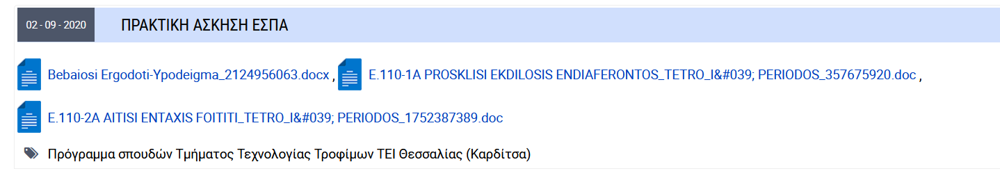 02 - 09 - 2020 ΠΡΑΚΤΙΚΗ ΑΣΚΗΣΗ ΕΣΠΑ
Bebaiosi Ergodoti-Ypodeigma_2124956063.docx , E.110-1A PROSKLISI EKDILOSIS ENDIAFERONTOS_TETRO_I&#039; PERIODOS_357675920.doc ,
E.110-2A AITISI ENTAXIS FOITITI_TETRO_I&#039; PERIODOS_1752387389.doc
Πρόγραμμα σπουδών Τμήματος Τεχνολογίας Τροφίμων ΤΕΙ Θεσσαλίας (Καρδίτσα)